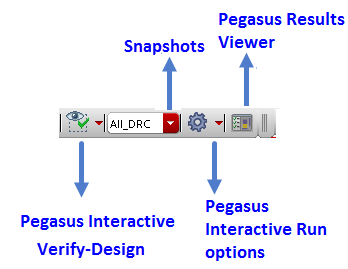 Pegasus Results
Viewer
Snapshots
All_DRC
Pegasus Interactive
Verify-Design
Pegasus
Interactive Run
options